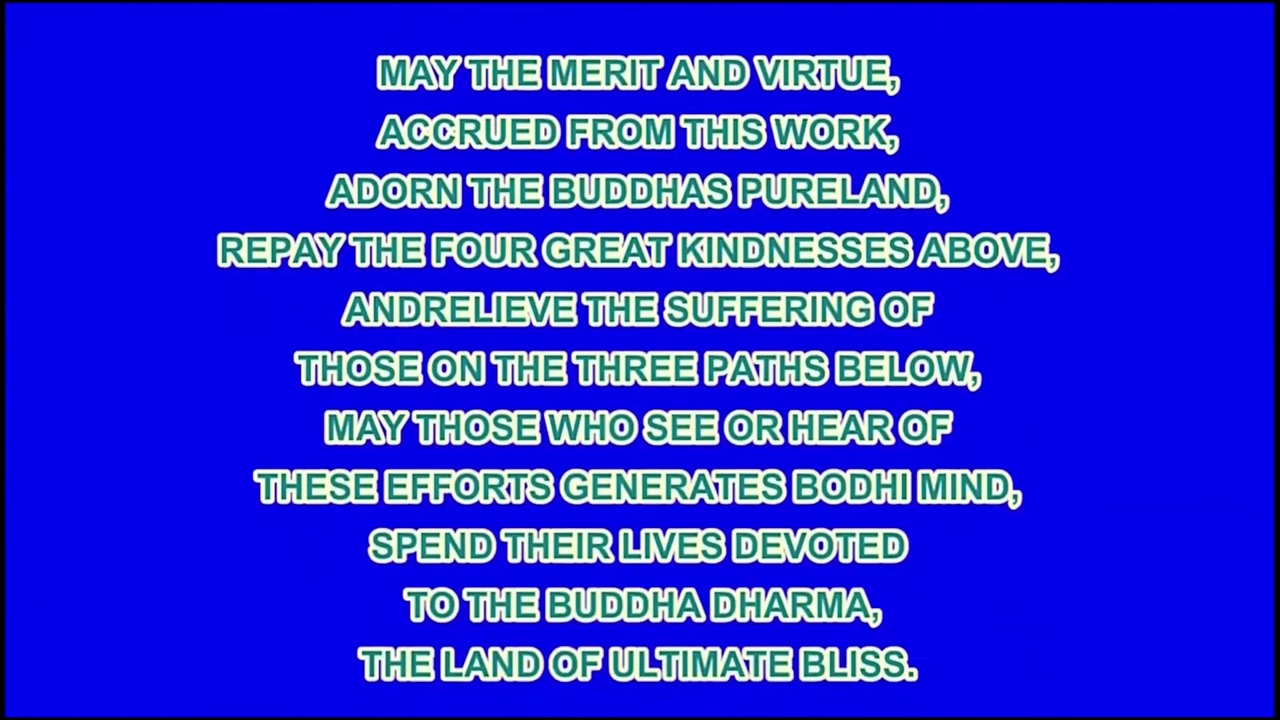 MAY THE MERIT AND VIRTUE,
ACCRUED FROM THIS WORK,
ADORN THE BUDDHAS PURELAND,
REPAY THE FOUR GREAT KINDNESSES ABOVE,
ANDRELIEVE THE SUFFERING OF
THOSE ON THE THREE PATHS BELOW,
MAY THOSE WHO SEE OR HEAR OF
THESE EFFORTS GENERATES BODHI MIND,
SPEND THEIR LIVES DEVOTED
TO THE BUDDHA DHARMA,
THE LAND OF ULTIMATE BLISS.